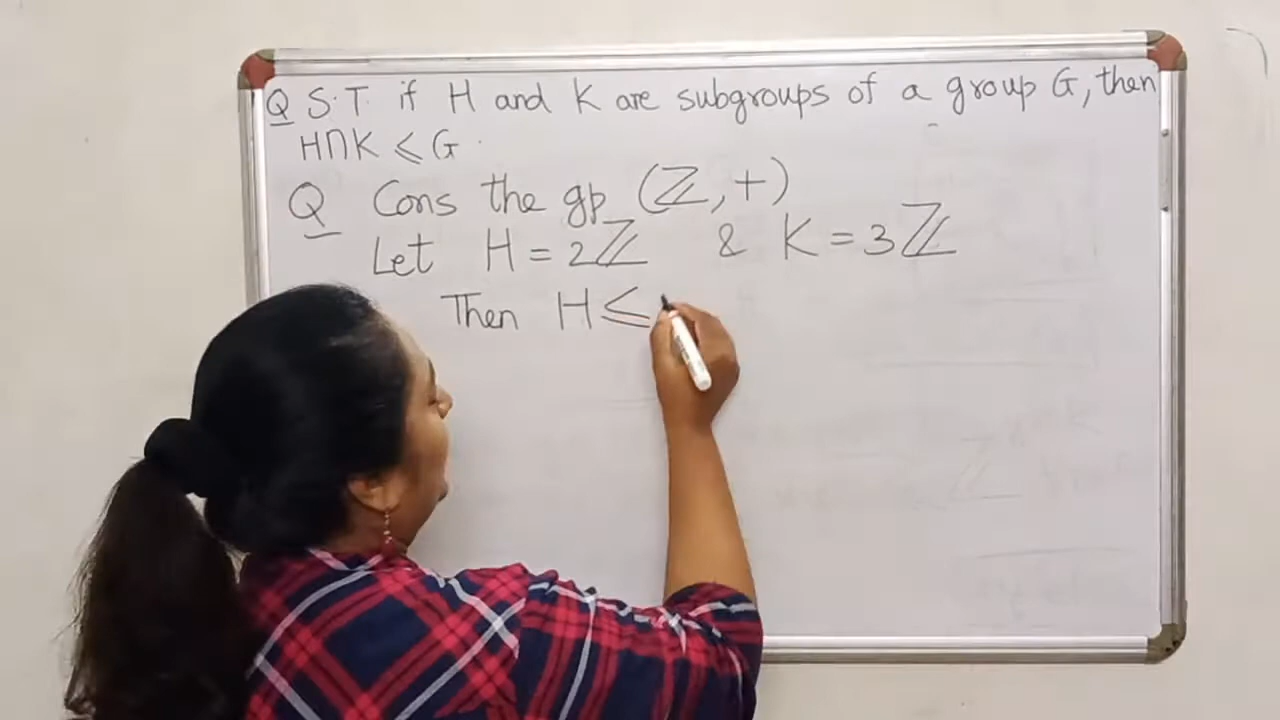 Q S.T. if H and K are subgroups of a group G, then
H∩K ≤ G.
Q Cons the gp (ℤ, +)
Let H = 2ℤ & K = 3ℤ
Then H ≤